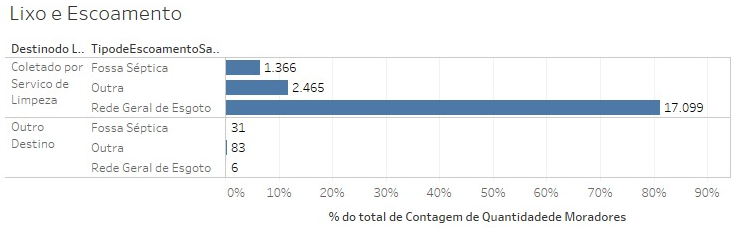 Lixo e Escoamento
Destinodo L.. TipodeEscoamentoSa..
Coletado por Fossa Séptica 1.366
Servico de Outra 2.465
Limpeza Rede Geral de Esgoto 17.099
Outro Fossa Séptica 31
Destino Outra 83
Rede Geral de Esgoto 6
0% 10% 20% 30% 40% 50% 60% 70% 80% 90%
% do total de Contagem de Quantidadede Moradores